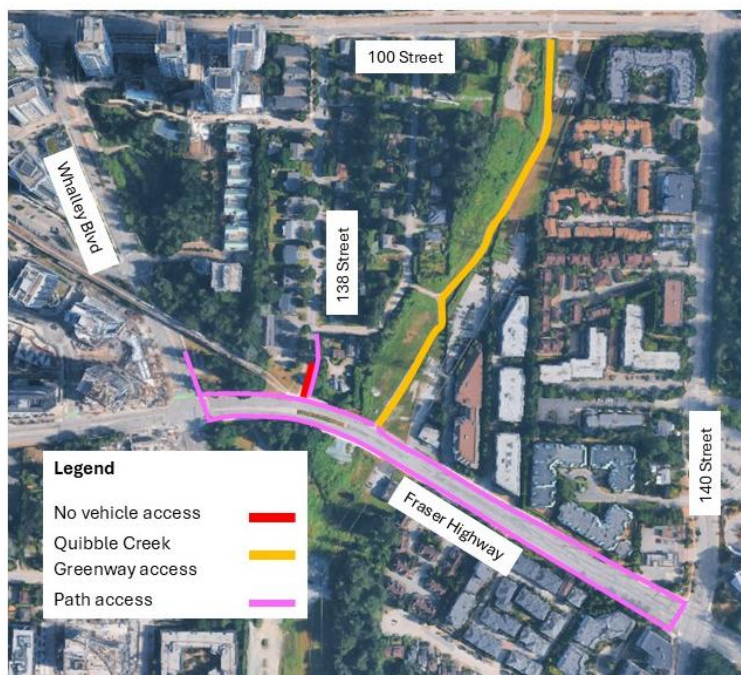 100 Street
Whalley Blvd
138 Street
140 Street
Fraser Highway
Legend
No vehicle access
Quibble Creek
Greenway access
Path access